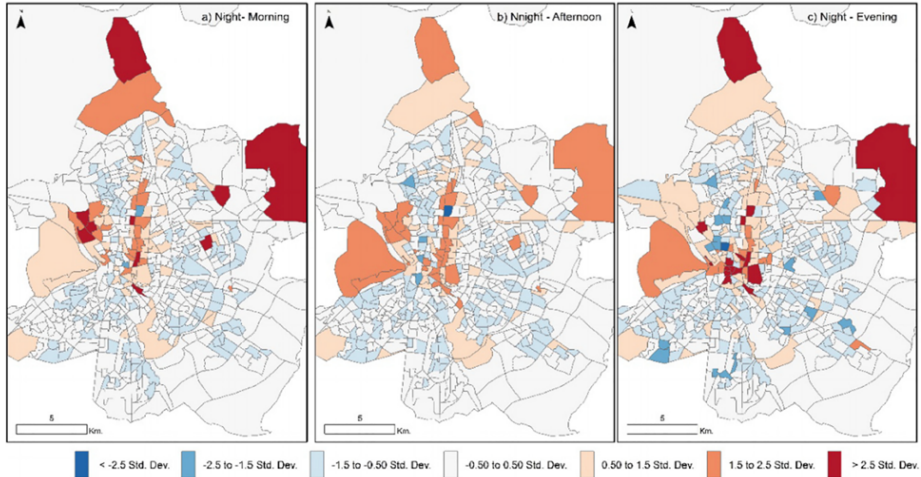 a) Night- Morning
b) Nnight - Afternoon
c) Night - Evening
5
Km.
5
Km.
5
Km.
< -2.5 Std. Dev.
-2.5 to -1.5 Std. Dev.
-1.5 to -0.50 Std. Dev.
-0.50 to 0.50 Std. Dev.
0.50 to 1.5 Std. Dev.
1.5 to 2.5 Std. Dev.
> 2.5 Std. Dev.